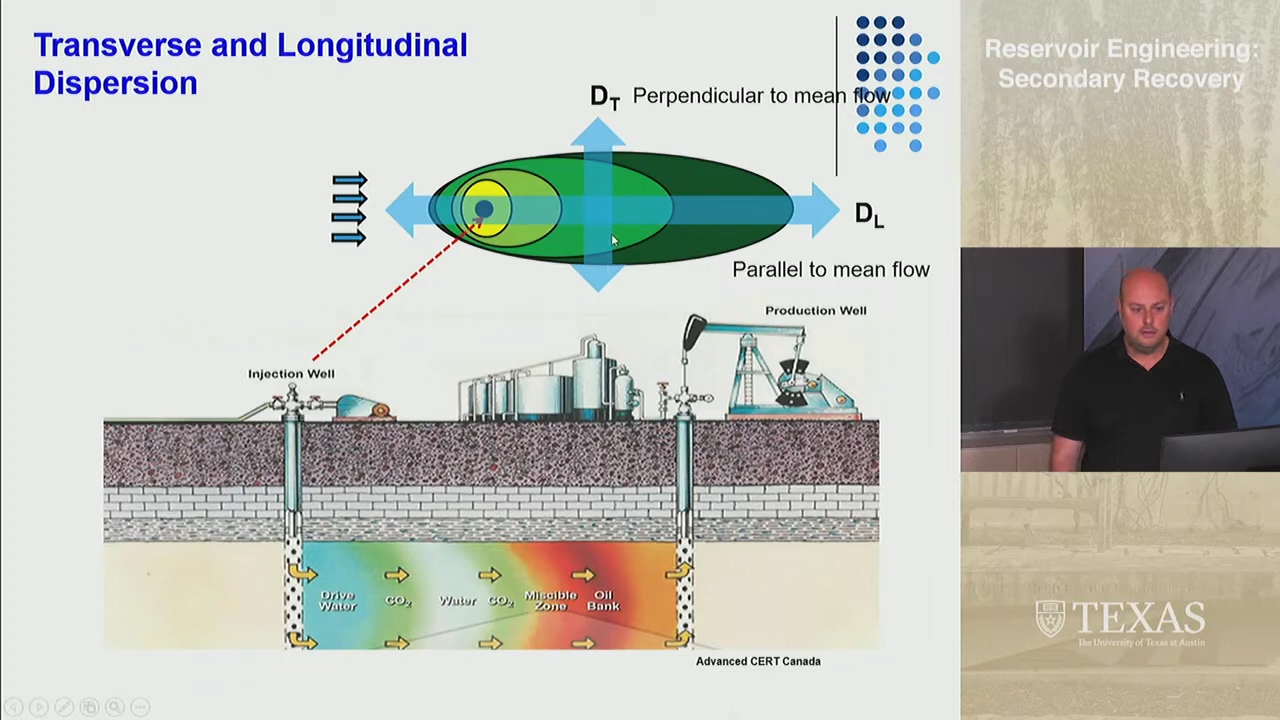 Transverse and Longitudinal
Dispersion
DT Perpendicular to mean flow
DL
Parallel to mean flow
Production Well
Injection Well
Drive
Water
CO2
Water
CO2
Miscible
Zone
Oil
Bank
Advanced CERT Canada
Reservoir Engineering:
Secondary Recovery
TEXAS
The University of Texas at Austin